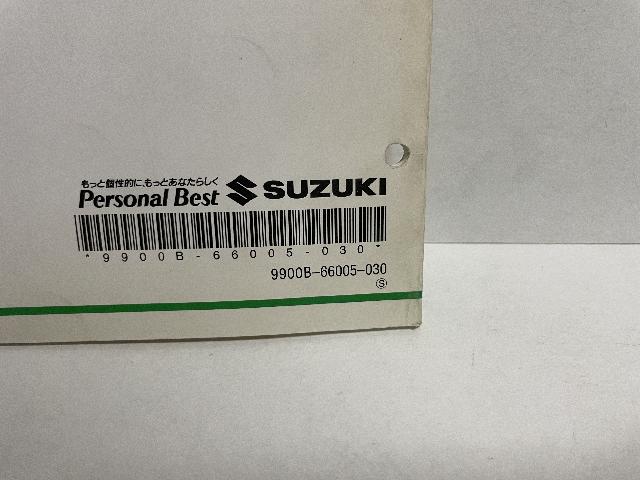 もっと個性的に、もっとあなたらしく
Personal Best SUZUKI
*9900B-66005-030*
9900B-66005-030
Ⓢ